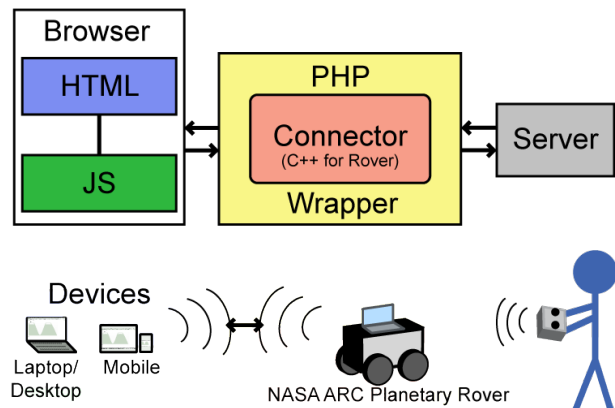 Browser
HTML
JS
PHP
Connector
(C++ for Rover)
Wrapper
Server
Devices
Laptop/
Desktop
Mobile
NASA ARC Planetary Rover